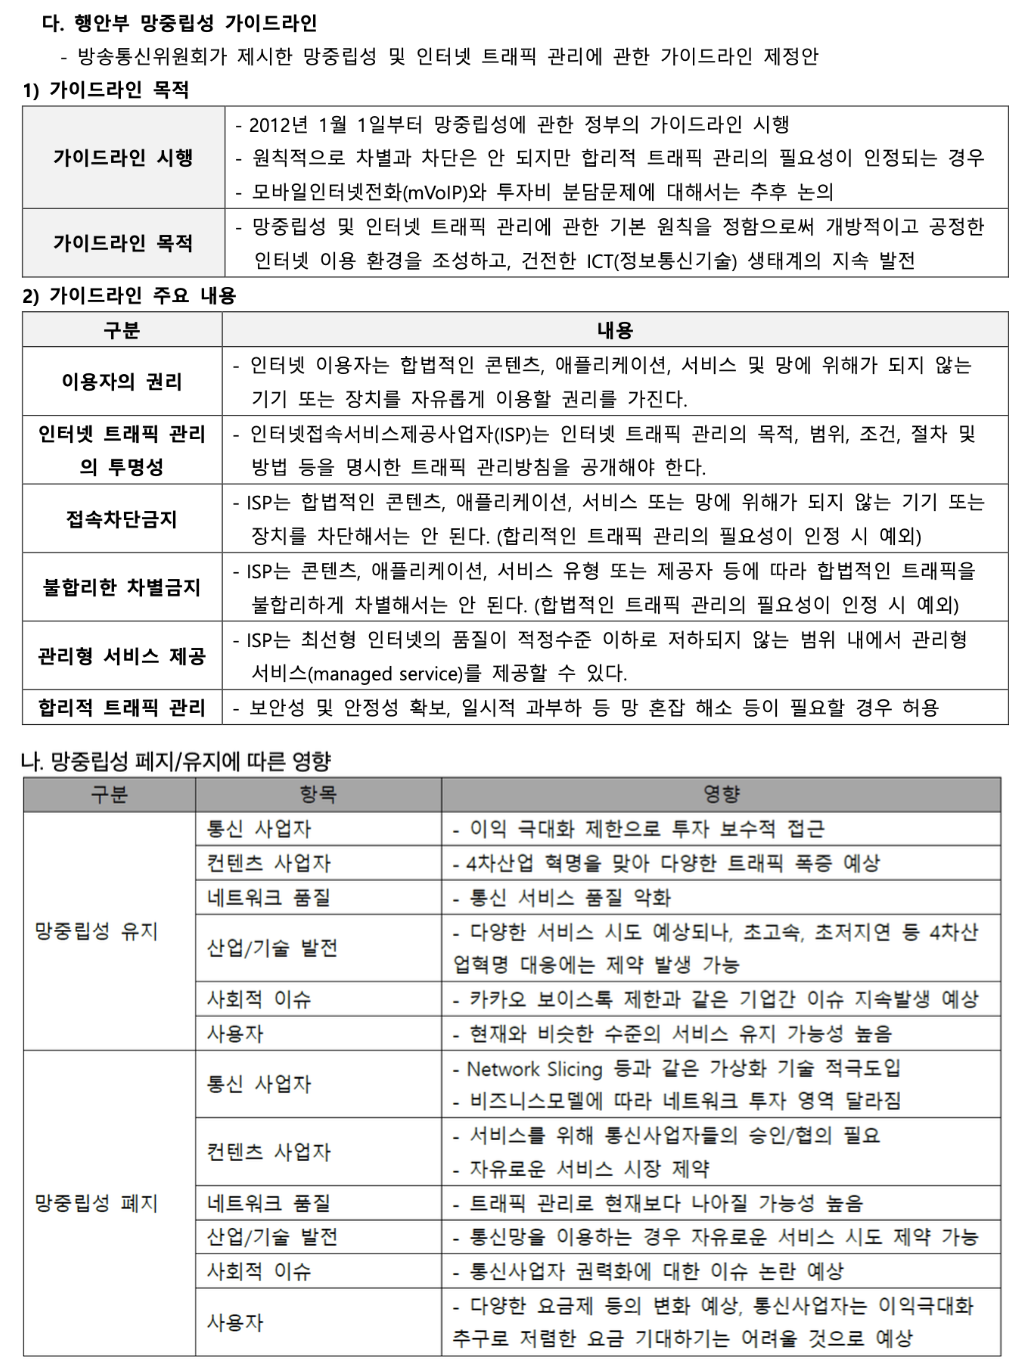 다. 행안부 망중립성 가이드라인
- 방송통신위원회가 제시한 망중립성 및 인터넷 트래픽 관리에 관한 가이드라인 제정안
1) 가이드라인 목적
가이드라인 시행
- 2012년 1월 1일부터 망중립성에 관한 정부의 가이드라인 시행
- 원칙적으로 차별과 차단은 안 되지만 합리적 트래픽 관리의 필요성이 인정되는 경우
- 모바일인터넷전화(mVoIP)와 투자비 분담문제에 대해서는 추후 논의
가이드라인 목적
- 망중립성 및 인터넷 트래픽 관리에 관한 기본 원칙을 정함으로써 개방적이고 공정한
인터넷 이용 환경을 조성하고, 건전한 ICT(정보통신기술) 생태계의 지속 발전
2) 가이드라인 주요 내용
구분 내용
이용자의 권리
- 인터넷 이용자는 합법적인 콘텐츠, 애플리케이션, 서비스 및 망에 위해가 되지 않는
기기 또는 장치를 자유롭게 이용할 권리를 가진다.
인터넷 트래픽 관리
의 투명성
- 인터넷접속서비스제공사업자(ISP)는 인터넷 트래픽 관리의 목적, 범위, 조건, 절차 및
방법 등을 명시한 트래픽 관리방침을 공개해야 한다.
접속차단금지
- ISP는 합법적인 콘텐츠, 애플리케이션, 서비스 또는 망에 위해가 되지 않는 기기 또는
장치를 차단해서는 안 된다. (합리적인 트래픽 관리의 필요성이 인정 시 예외)
불합리한 차별금지
- ISP는 콘텐츠, 애플리케이션, 서비스 유형 또는 제공자 등에 따라 합법적인 트래픽을
불합리하게 차별해서는 안 된다. (합법적인 트래픽 관리의 필요성이 인정 시 예외)
관리형 서비스 제공
- ISP는 최선형 인터넷의 품질이 적정수준 이하로 저하되지 않는 범위 내에서 관리형
서비스(managed service)를 제공할 수 있다.
합리적 트래픽 관리
- 보안성 및 안정성 확보, 일시적 과부하 등 망 혼잡 해소 등이 필요할 경우 허용
나. 망중립성 폐지/유지에 따른 영향
구분 항목 영향
망중립성 유지
통신 사업자 - 이익 극대화 제한으로 투자 보수적 접근
컨텐츠 사업자 - 4차산업 혁명을 맞아 다양한 트래픽 폭증 예상
네트워크 품질 - 통신 서비스 품질 악화
산업/기술 발전
- 다양한 서비스 시도 예상되나, 초고속, 초저지연 등 4차산
업혁명 대응에는 제약 발생 가능
사회적 이슈 - 카카오 보이스톡 제한과 같은 기업간 이슈 지속발생 예상
사용자 - 현재와 비슷한 수준의 서비스 유지 가능성 높음
망중립성 폐지
통신 사업자
- Network Slicing 등과 같은 가상화 기술 적극도입
- 비즈니스모델에 따라 네트워크 투자 영역 달라짐
컨텐츠 사업자
- 서비스를 위해 통신사업자들의 승인/협의 필요
- 자유로운 서비스 시장 제약
네트워크 품질 - 트래픽 관리로 현재보다 나아질 가능성 높음
산업/기술 발전 - 통신망을 이용하는 경우 자유로운 서비스 시도 제약 가능
사회적 이슈 - 통신사업자 권력화에 대한 이슈 논란 예상
사용자
- 다양한 요금제 등의 변화 예상, 통신사업자는 이익극대화
추구로 저렴한 요금 기대하기는 어려울 것으로 예상